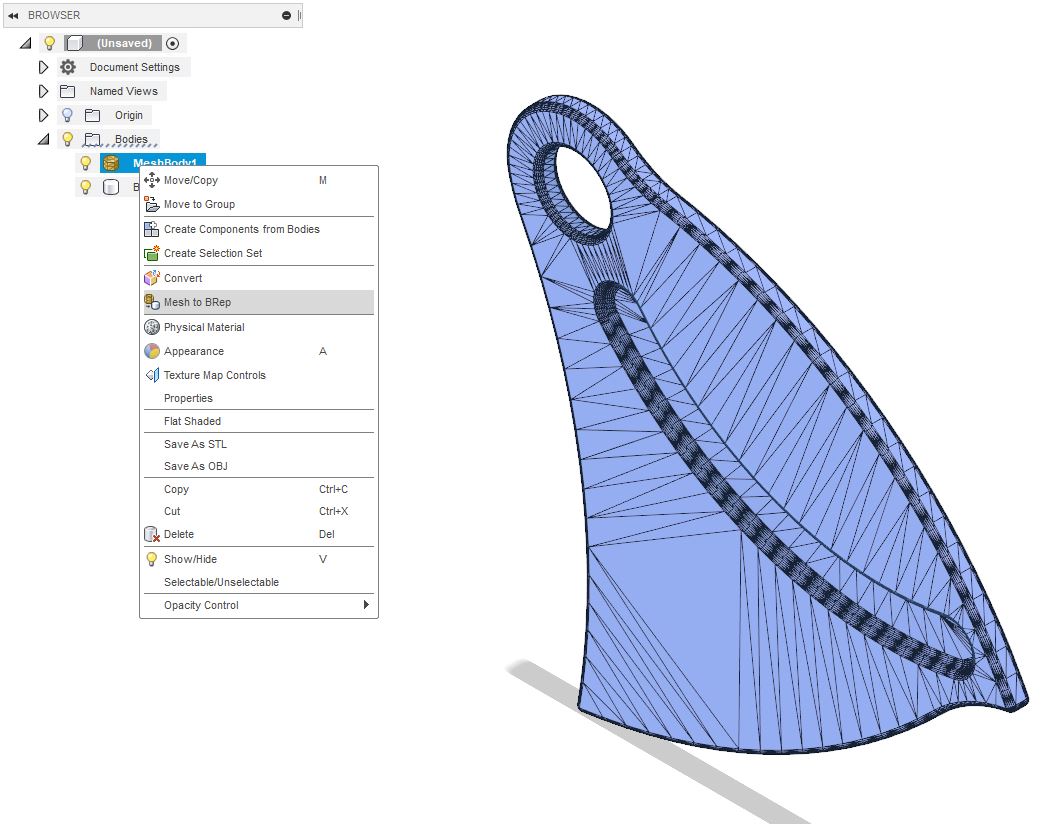 BROWSER
(Unsaved)
Document Settings
Named Views
Origin
Bodies
MeshBody1
B
Move/Copy M
Move to Group
Create Components from Bodies
Create Selection Set
Convert
Mesh to BRep
Physical Material
Appearance A
Texture Map Controls
Properties
Flat Shaded
Save As STL
Save As OBJ
Copy Ctrl+C
Cut Ctrl+X
Delete Del
Show/Hide V
Selectable/Unselectable
Opacity Control